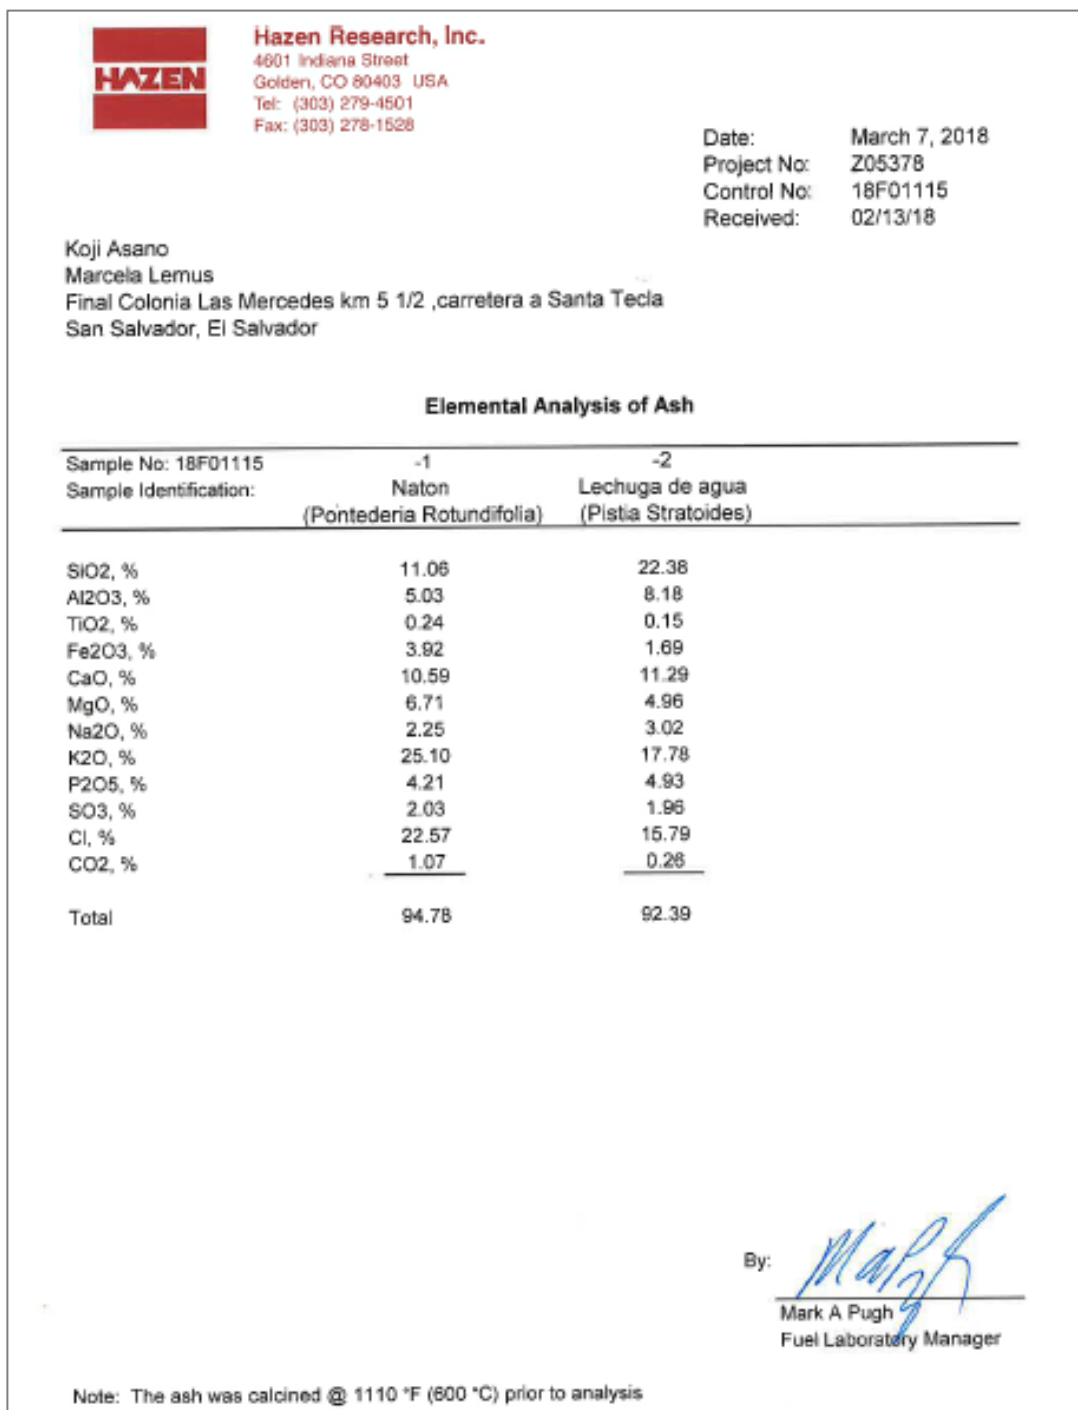 HAZEN
Hazen Research, Inc.
4601 Indiana Street
Golden, CO 80403 USA
Tel: (303) 279-4501
Fax: (303) 278-1528
Date: March 7, 2018
Project No: Z05378
Control No: 18F01115
Received: 02/13/18
Koji Asano
Marcela Lemus
Final Colonia Las Mercedes km 5 1/2 ,carretera a Santa Tecla
San Salvador, El Salvador
Elemental Analysis of Ash
Sample No: 18F01115 -1 -2
Sample Identification: Naton Lechuga de agua
(Pontederia Rotundifolia) (Pistia Stratoides)
SiO2, % 11.06 22.38
Al2O3, % 5.03 8.18
TiO2, % 0.24 0.15
Fe2O3, % 3.92 1.69
CaO, % 10.59 11.29
MgO, % 6.71 4.96
Na2O, % 2.25 3.02
K2O, % 25.10 17.78
P2O5, % 4.21 4.93
SO3, % 2.03 1.96
Cl, % 22.57 15.79
CO2, % 1.07 0.26
Total 94.78 92.39
By:
Mark A Pugh
Fuel Laboratory Manager
Note: The ash was calcined @ 1110 °F (600 °C) prior to analysis